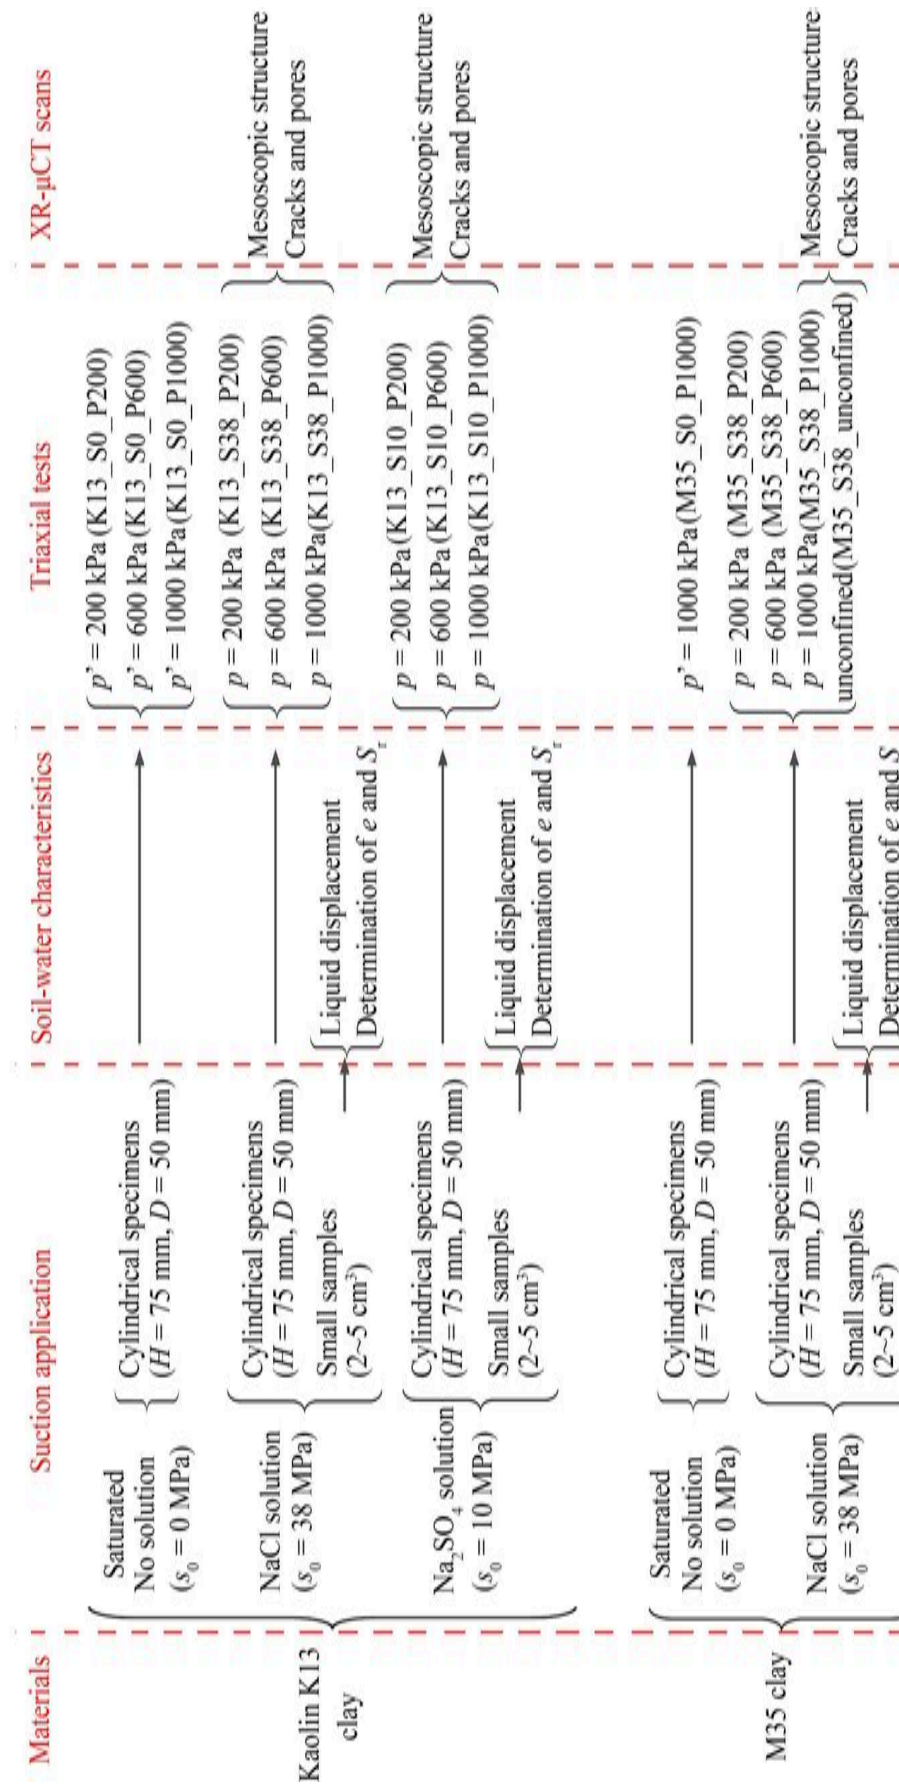 Materials
Suction application
Soil-water characteristics
Triaxial tests
XR-μCT scans
Kaolin K13
clay
Saturated
No solution
(s₀ = 0 MPa)
Cylindrical specimens
(H = 75 mm, D = 50 mm)
p’ = 200 kPa (K13_S0_P200)
p’ = 600 kPa (K13_S0_P600)
p’ = 1000 kPa (K13_S0_P1000)
NaCl solution
(s₀ = 38 MPa)
Cylindrical specimens
(H = 75 mm, D = 50 mm)
Small samples
(2~5 cm³)
Liquid displacement
Determination of e and Sᵣ
p = 200 kPa (K13_S38_P200)
p = 600 kPa (K13_S38_P600)
p = 1000 kPa(K13_S38_P1000)
Mesoscopic structure
Cracks and pores
Na₂SO₄ solution
(s₀ = 10 MPa)
Cylindrical specimens
(H = 75 mm, D = 50 mm)
Small samples
(2~5 cm³)
Liquid displacement
Determination of e and Sᵣ
p = 200 kPa (K13_S10_P200)
p = 600 kPa (K13_S10_P600)
p = 1000 kPa(K13_S10_P1000)
Mesoscopic structure
Cracks and pores
M35 clay
Saturated
No solution
(s₀ = 0 MPa)
Cylindrical specimens
(H = 75 mm, D = 50 mm)
p’ = 1000 kPa (M35_S0_P1000)
NaCl solution
(s₀ = 38 MPa)
Cylindrical specimens
(H = 75 mm, D = 50 mm)
Small samples
(2~5 cm³)
Liquid displacement
Determination of e and S
p = 200 kPa (M35_S38_P200)
p = 600 kPa (M35_S38_P600)
p = 1000 kPa(M35_S38_P1000)
unconfined(M35_S38_unconfined)
Mesoscopic structure
Cracks and pores